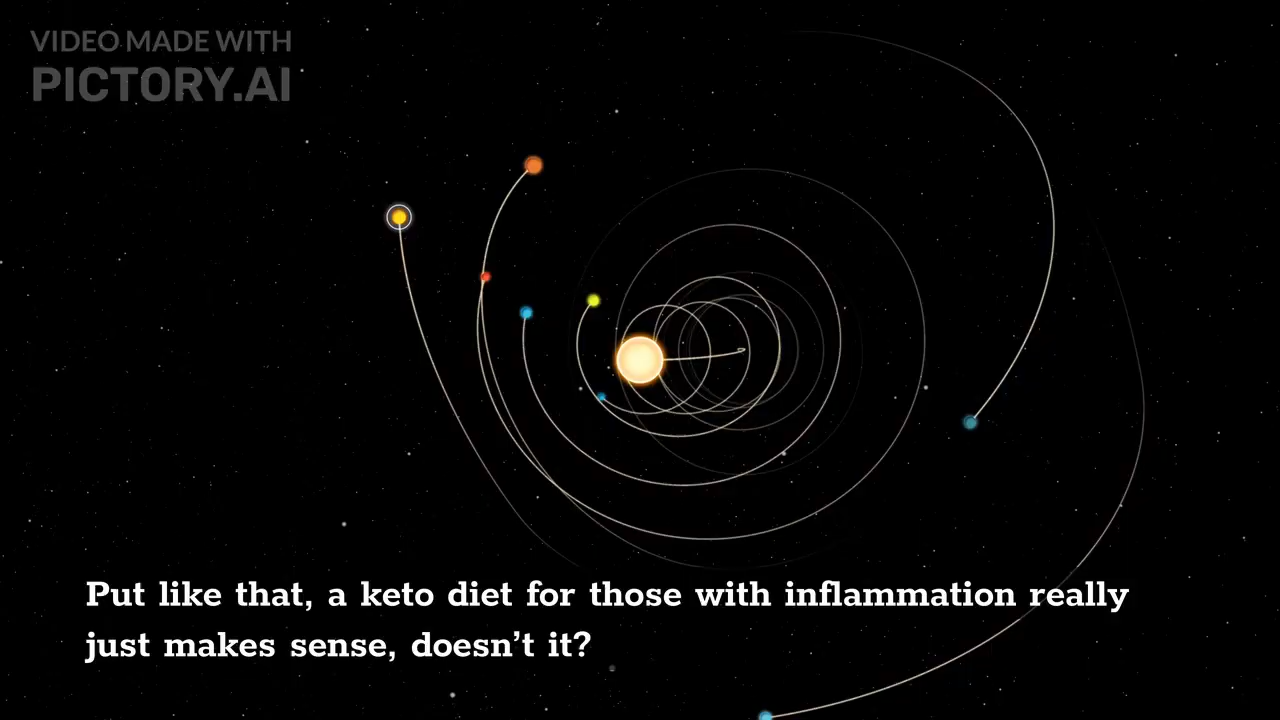 VIDEO MADE WITH
PICTORY.AI
Put like that, a keto diet for those with inflammation really
just makes sense, doesn’t it?